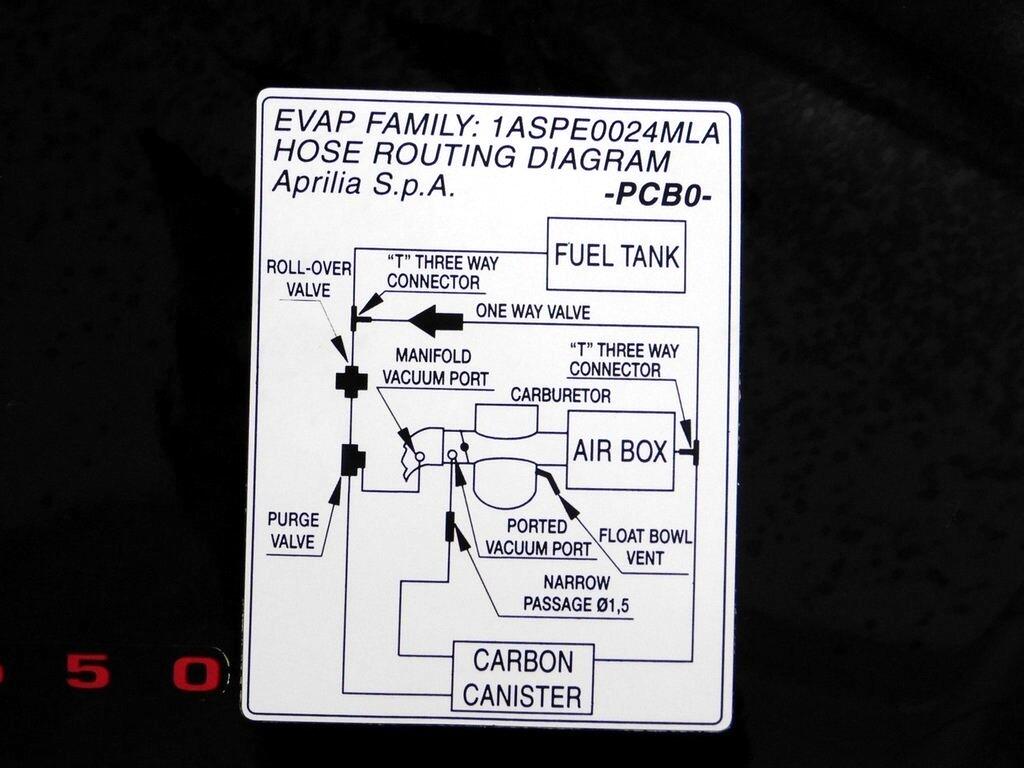 EVAP FAMILY: 1ASPE0024MLA
HOSE ROUTING DIAGRAM
Aprilia S.p.A. -PCB0-
FUEL TANK
ROLL-OVER
VALVE
"T" THREE WAY
CONNECTOR
ONE WAY VALVE
MANIFOLD
VACUUM PORT
"T" THREE WAY
CONNECTOR
CARBURETOR
AIR BOX
PURGE
VALVE
PORTED
VACUUM PORT
FLOAT BOWL
VENT
NARROW
PASSAGE Ø1,5
CARBON
CANISTER
50